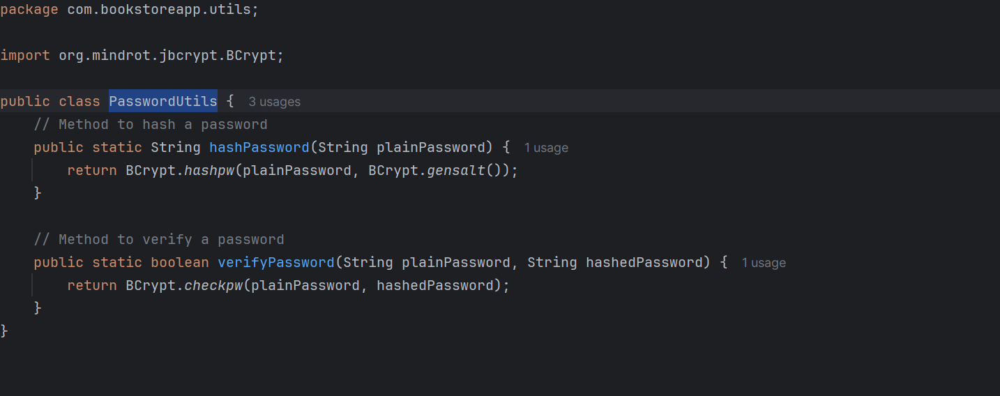 package com.bookstoreapp.utils;
import org.mindrot.jbcrypt.BCrypt;
public class PasswordUtils {  3 usages
    // Method to hash a password
    public static String hashPassword(String plainPassword) {  1 usage
        return BCrypt.hashpw(plainPassword, BCrypt.gensalt());
    }
    // Method to verify a password
    public static boolean verifyPassword(String plainPassword, String hashedPassword) {  1 usage
        return BCrypt.checkpw(plainPassword, hashedPassword);
    }
}